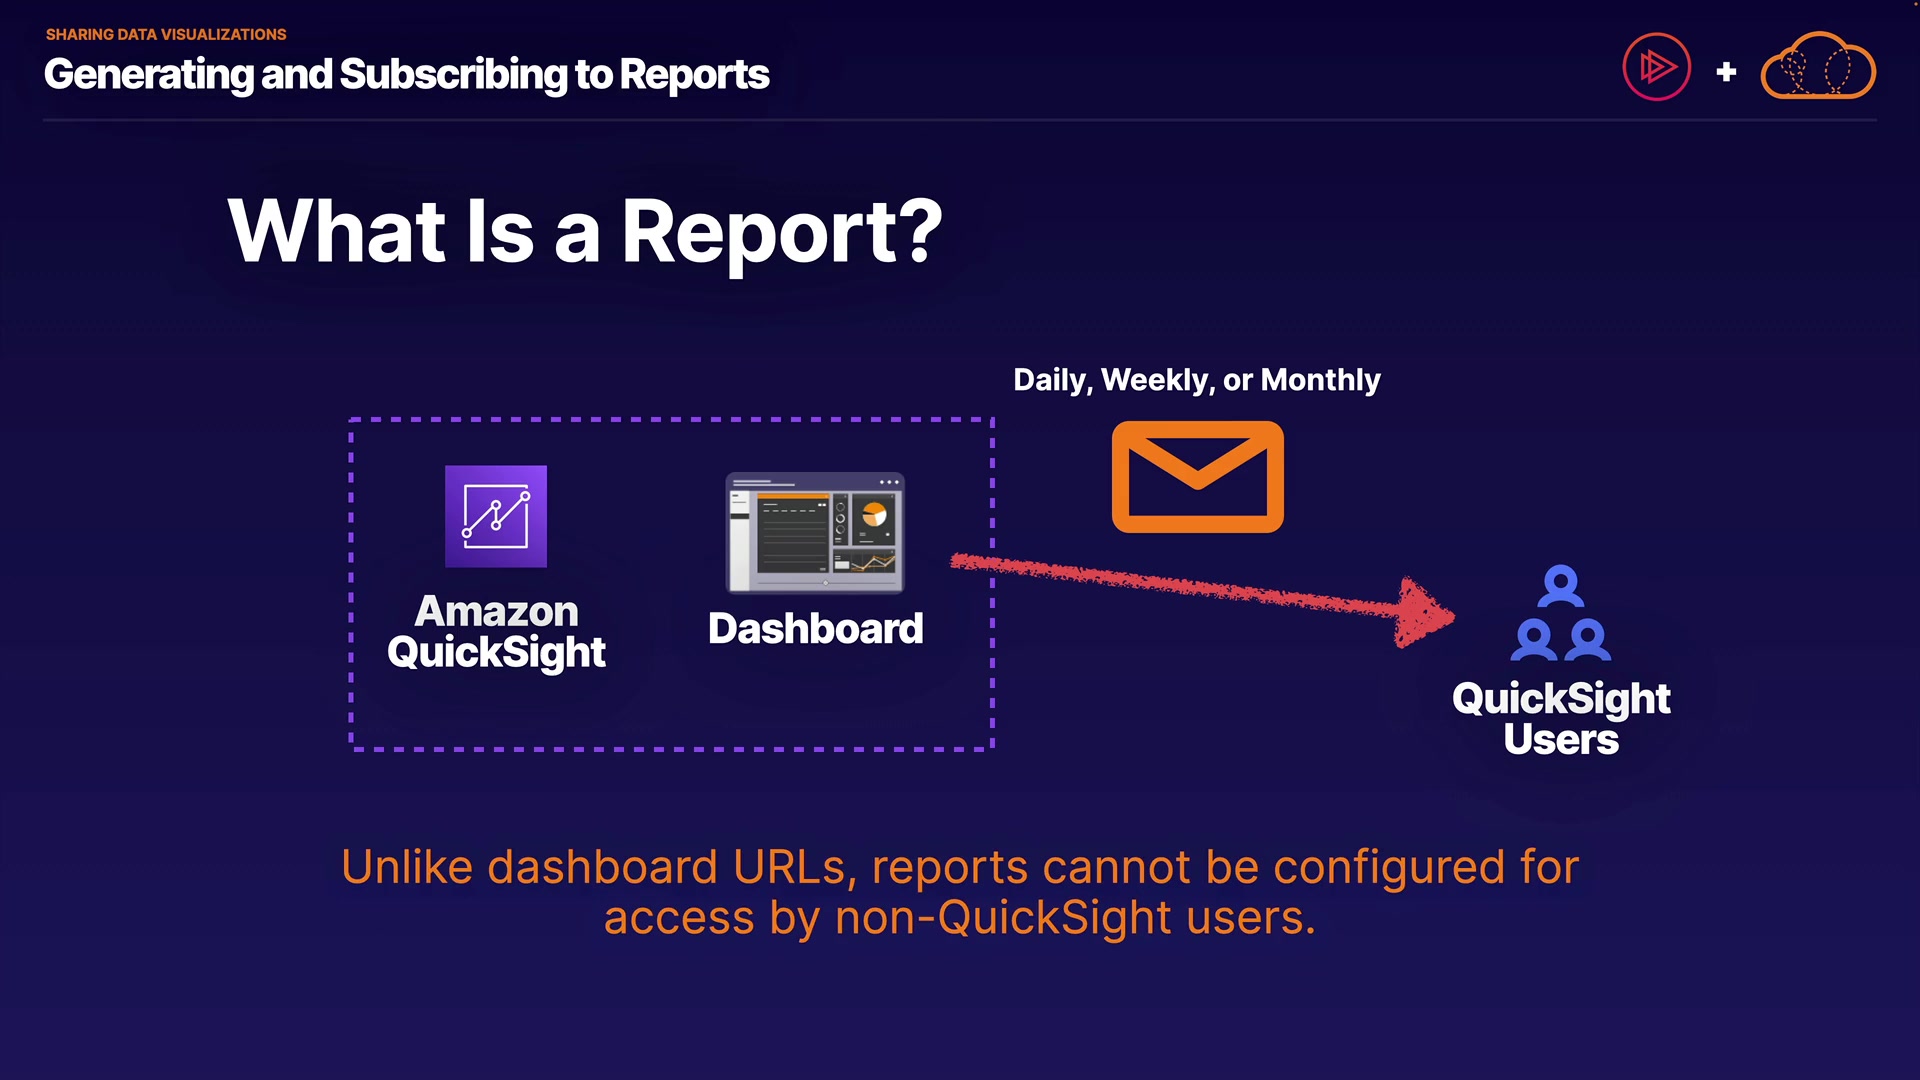 SHARING DATA VISUALIZATIONS
Generating and Subscribing to Reports
What Is a Report?
Daily, Weekly, or Monthly
Amazon
QuickSight
Dashboard
QuickSight
Users
Unlike dashboard URLs, reports cannot be configured for
access by non-QuickSight users.